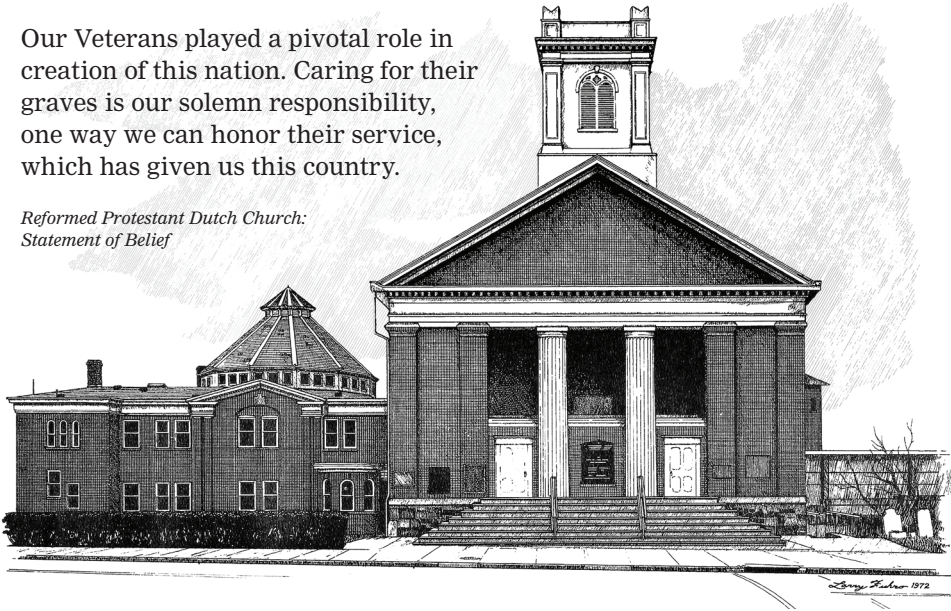 Our Veterans played a pivotal role in
creation of this nation. Caring for their
graves is our solemn responsibility,
one way we can honor their service,
which has given us this country.
Reformed Protestant Dutch Church:
Statement of Belief
Larry 1972